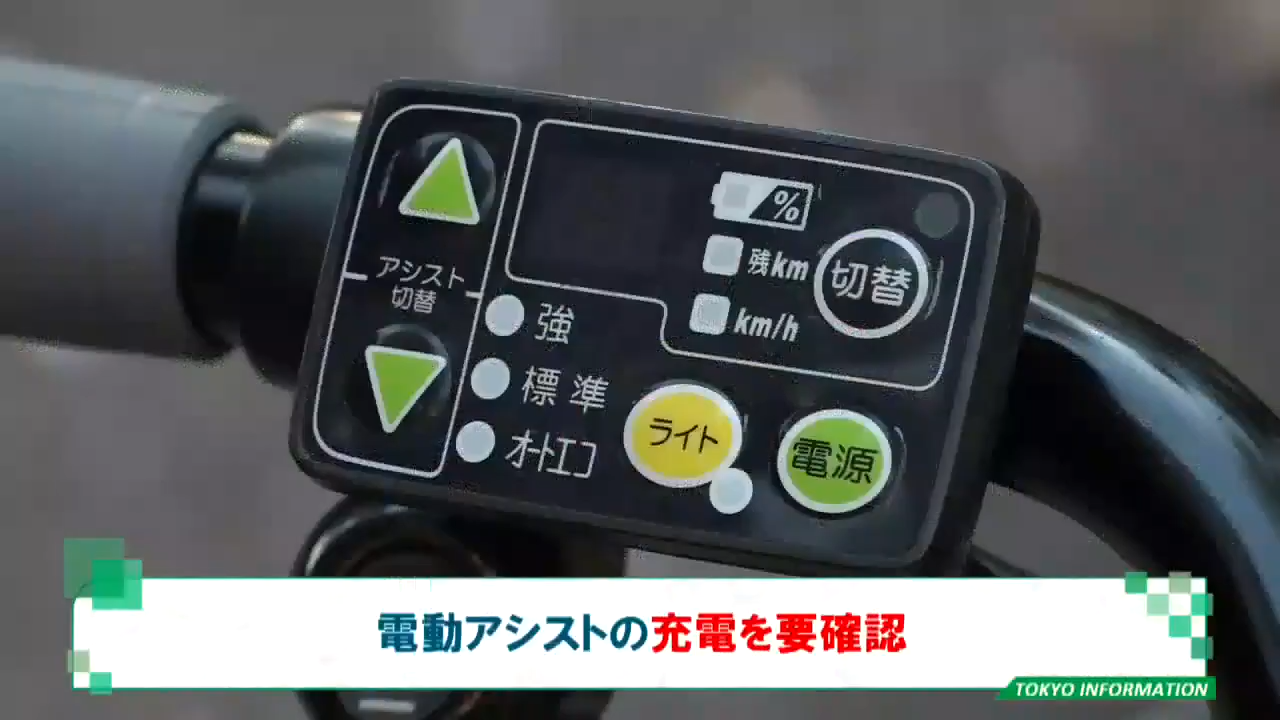 アシスト
切替
%
残km
km/h
切替
強
標準
オートエコ
ライト
電源
電動アシストの充電を要確認
TOKYO INFORMATION